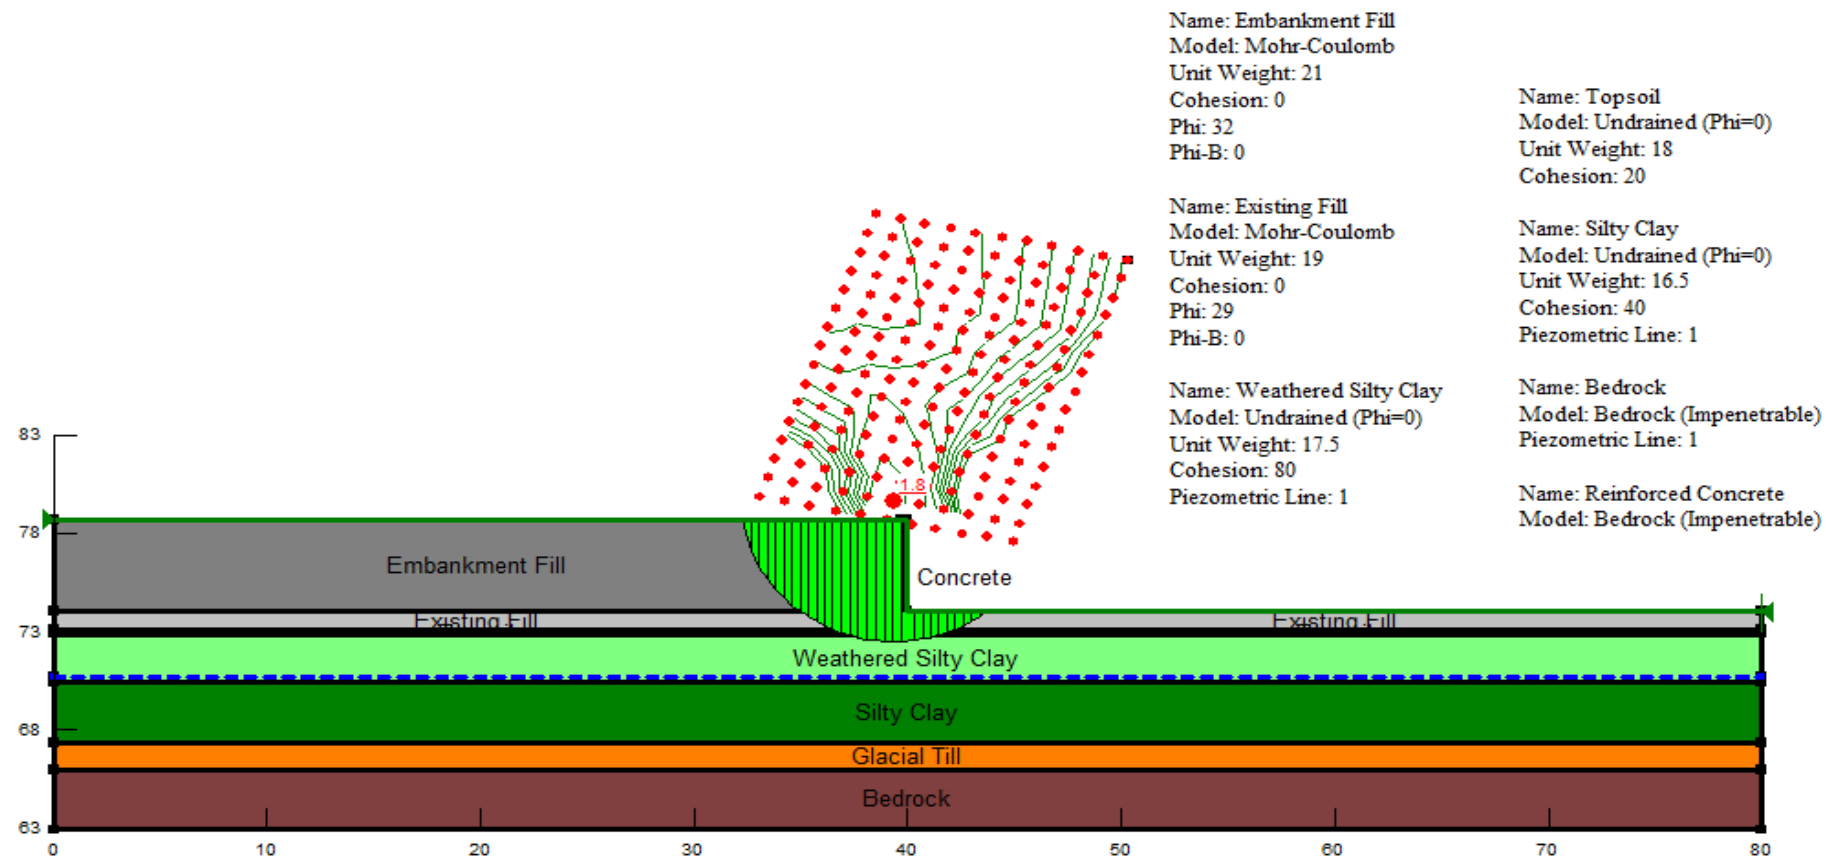 Name: Embankment Fill
Model: Mohr-Coulomb
Unit Weight: 21
Cohesion: 0
Phi: 32
Phi-B: 0
Name: Existing Fill
Model: Mohr-Coulomb
Unit Weight: 19
Cohesion: 0
Phi: 29
Phi-B: 0
Name: Weathered Silty Clay
Model: Undrained (Phi=0)
Unit Weight: 17.5
Cohesion: 80
Piezometric Line: 1
Name: Topsoil
Model: Undrained (Phi=0)
Unit Weight: 18
Cohesion: 20
Name: Silty Clay
Model: Undrained (Phi=0)
Unit Weight: 16.5
Cohesion: 40
Piezometric Line: 1
Name: Bedrock
Model: Bedrock (Impenetrable)
Piezometric Line: 1
Name: Reinforced Concrete
Model: Bedrock (Impenetrable)
83
78
73
68
63
1.8
Embankment Fill
Concrete
Existing Fill
Existing Fill
Weathered Silty Clay
Silty Clay
Glacial Till
Bedrock
0 10 20 30 40 50 60 70 80